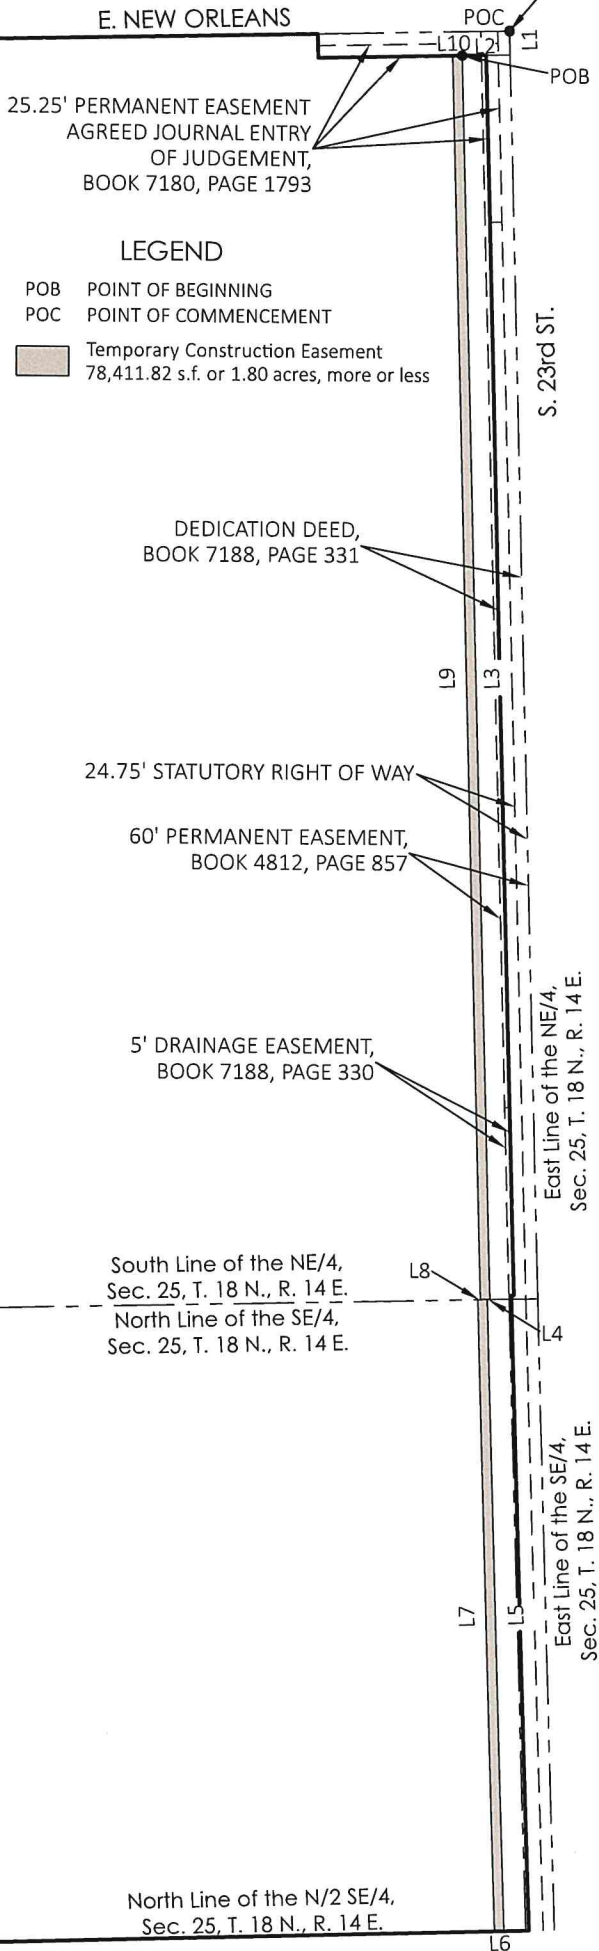 E. NEW ORLEANS
POC
L1
L10
L2
POB
25.25' PERMANENT EASEMENT
AGREED JOURNAL ENTRY
OF JUDGEMENT,
BOOK 7180, PAGE 1793
LEGEND
POB POINT OF BEGINNING
POC POINT OF COMMENCEMENT
Temporary Construction Easement
78,411.82 s.f. or 1.80 acres, more or less
S. 23rd ST.
DEDICATION DEED,
BOOK 7188, PAGE 331
L9
L3
24.75' STATUTORY RIGHT OF WAY
60' PERMANENT EASEMENT,
BOOK 4812, PAGE 857
5' DRAINAGE EASEMENT,
BOOK 7188, PAGE 330
East Line of the NE/4,
Sec. 25, T. 18 N., R. 14 E.
South Line of the NE/4,
Sec. 25, T. 18 N., R. 14 E.
L8
North Line of the SE/4,
Sec. 25, T. 18 N., R. 14 E.
L4
East Line of the SE/4,
Sec. 25, T. 18 N., R. 14 E.
L7
L5
North Line of the N/2 SE/4,
Sec. 25, T. 18 N., R. 14 E.
L6